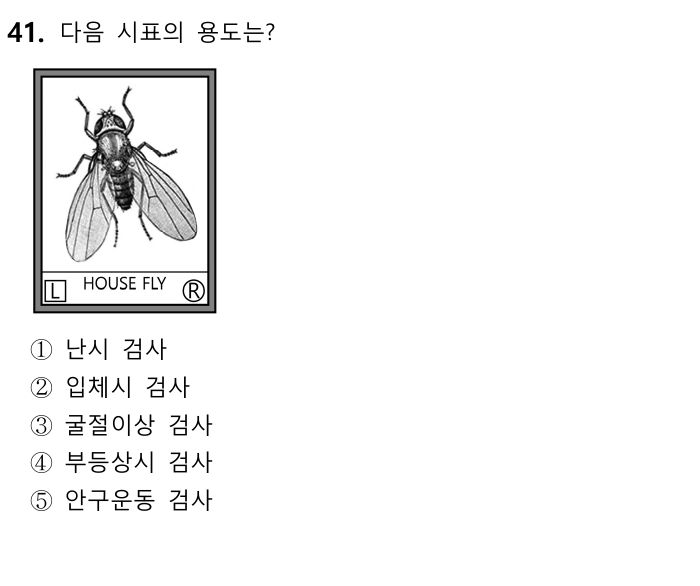 41. 다음 시표의 용도는?
HOUSE FLY
L R
① 난시 검사
② 입체시 검사
③ 굴절이상 검사
④ 부등상시 검사
⑤ 안구운동 검사